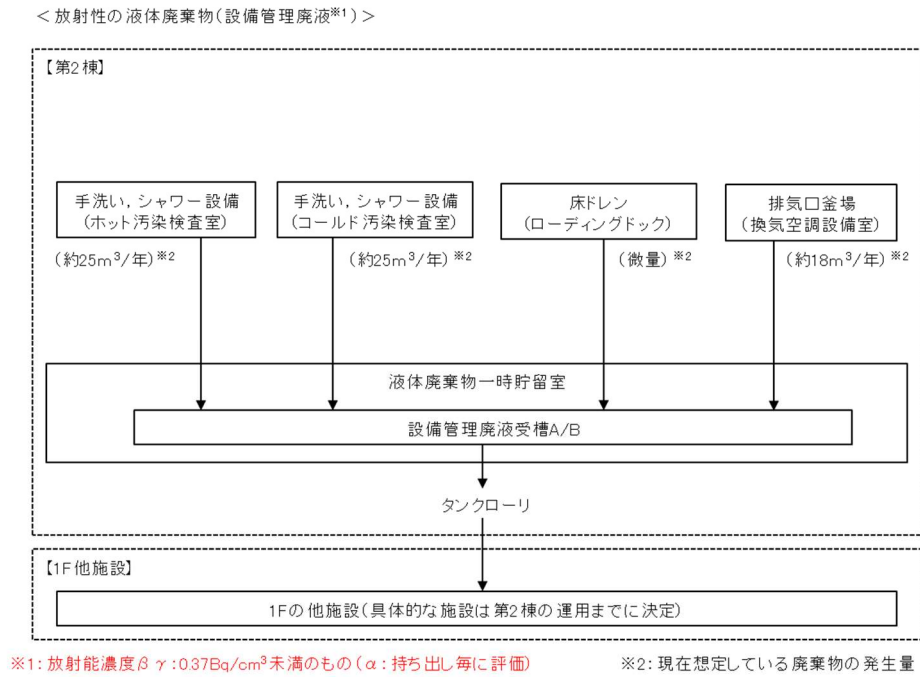 ＜放射性の液体廃棄物(設備管理廃液※1)＞
【第2棟】
手洗い，シャワー設備
(ホット汚染検査室)
手洗い，シャワー設備
(コールド汚染検査室)
床ドレン
(ローディングドック)
排気口釜場
(換気空調設備室)
(約25m³/年)※2
(約25m³/年)※2
(微量)※2
(約18m³/年)※2
液体廃棄物一時貯留室
設備管理廃液受槽A/B
タンクローリ
【1F他施設】
1Fの他施設(具体的な施設は第2棟の運用までに決定)
※1:放射能濃度βγ:0.37Bq/cm³未満のもの(α:持ち出し毎に評価)
※2:現在想定している廃棄物の発生量